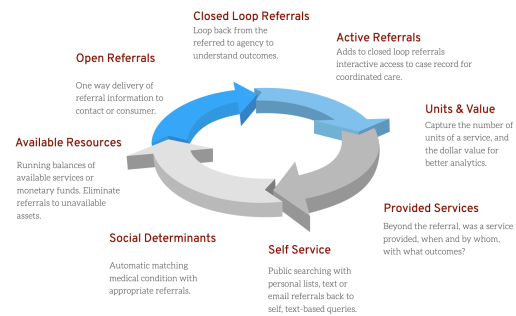 Closed Loop Referrals
Loop back from the
referred to agency to
understand outcomes.
Active Referrals
Adds to closed loop referrals
interactive access to case record for
coordinated care.
Units & Value
Capture the number of
units of a service, and
the dollar value for
better analytics.
Provided Services
Beyond the referral, was a service
provided, when and by whom,
with what outcomes?
Self Service
Public searching with
personal lists, text or
email referrals back to
self, text-based queries.
Social Determinants
Automatic matching
medical condition with
appropriate referrals.
Available Resources
Running balances of
available services or
monetary funds. Eliminate
referrals to unavailable
assets.
Open Referrals
One way delivery of
referral information to
contact or consumer.